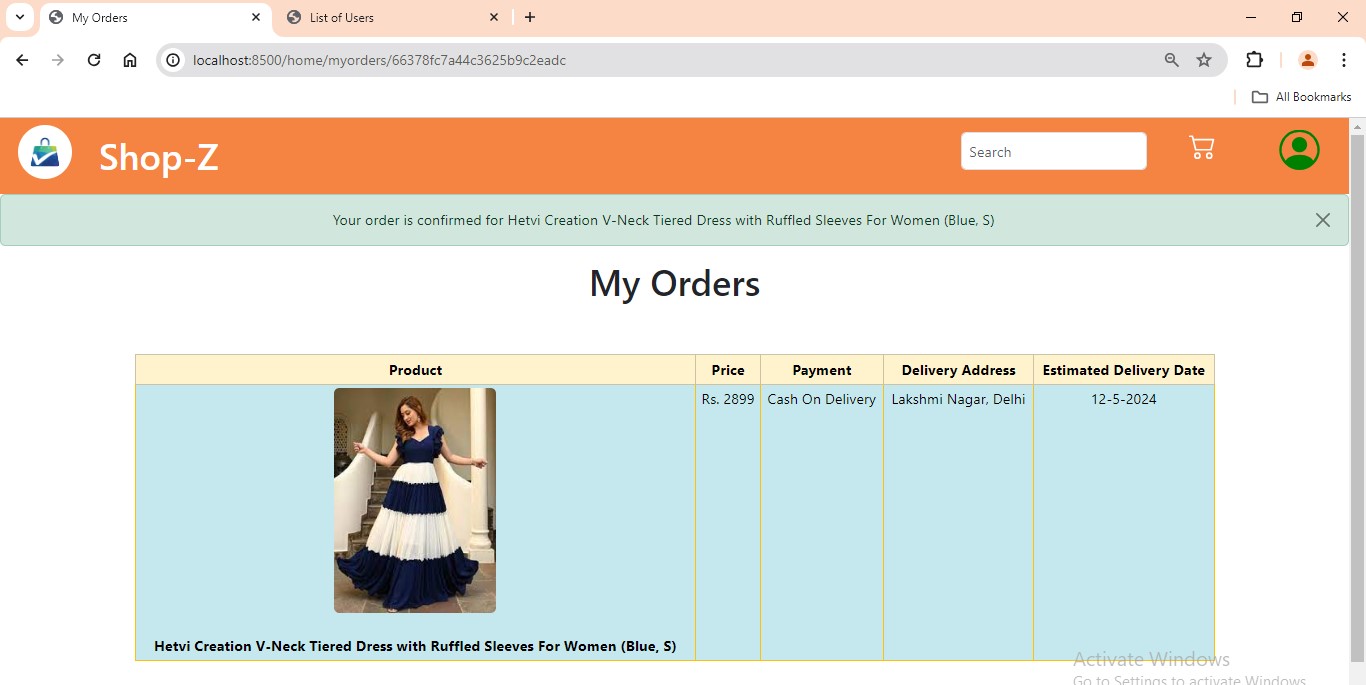 My Orders
List of Users
localhost:8500/home/myorders/66378fc7a44c3625b9c2eadc
All Bookmarks
Shop-Z
Search
Your order is confirmed for Hetvi Creation V-Neck Tiered Dress with Ruffled Sleeves For Women (Blue, S)
My Orders
Product Price Payment Delivery Address Estimated Delivery Date
Rs. 2899 Cash On Delivery Lakshmi Nagar, Delhi 12-5-2024
Hetvi Creation V-Neck Tiered Dress with Ruffled Sleeves For Women (Blue, S)
Activate Windows
Go to Settings to activate Windows.